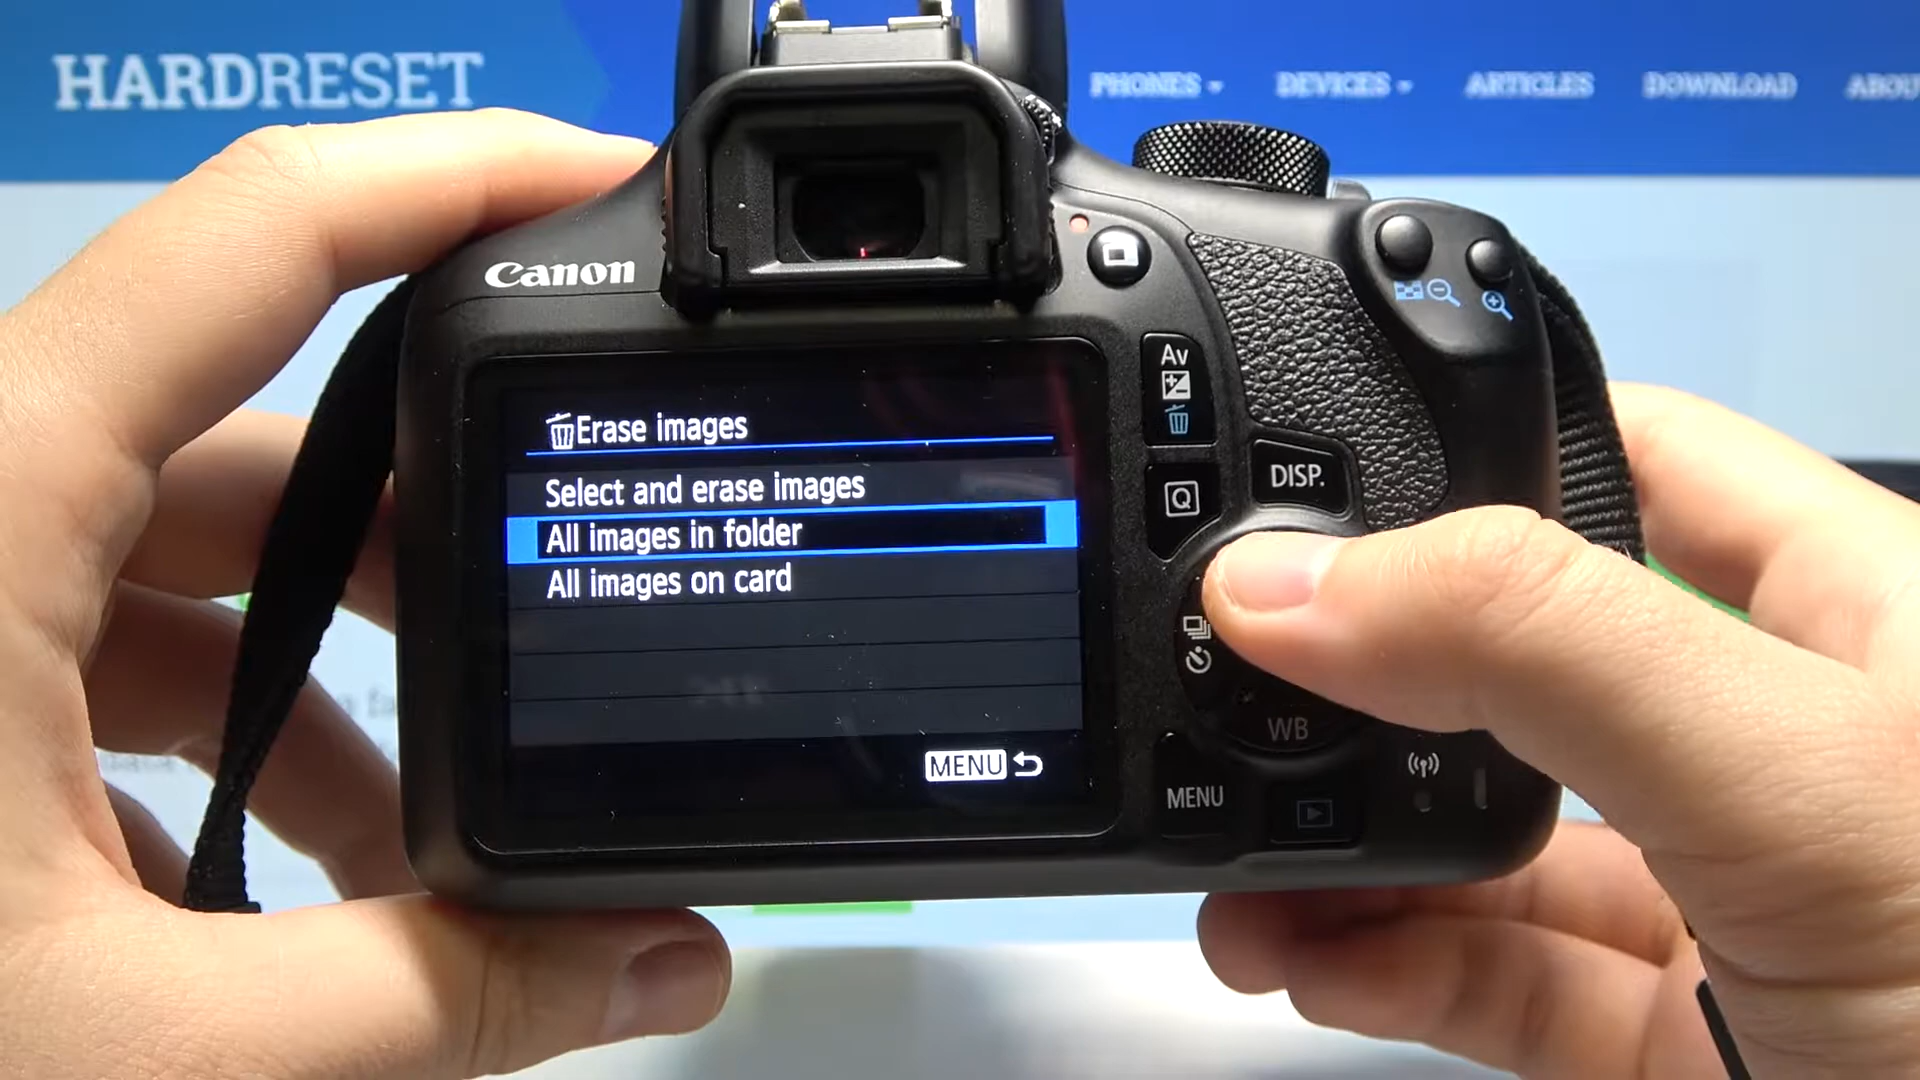 HARDRESET
PHONES
DEVICES
ARTICLES
DOWNLOAD
ABOU
Canon
Av
Erase images
Select and erase images
All images in folder
All images on card
MENU
Q
DISP.
WB
MENU